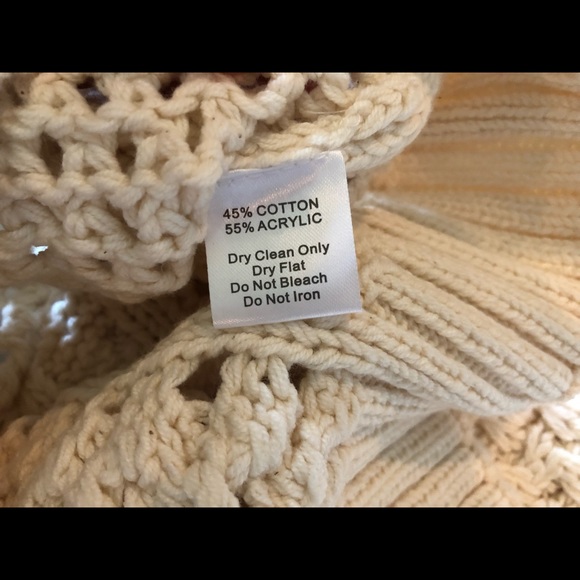 45% COTTON
55% ACRYLIC
Dry Clean Only
Dry Flat
Do Not Bleach
Do Not Iron